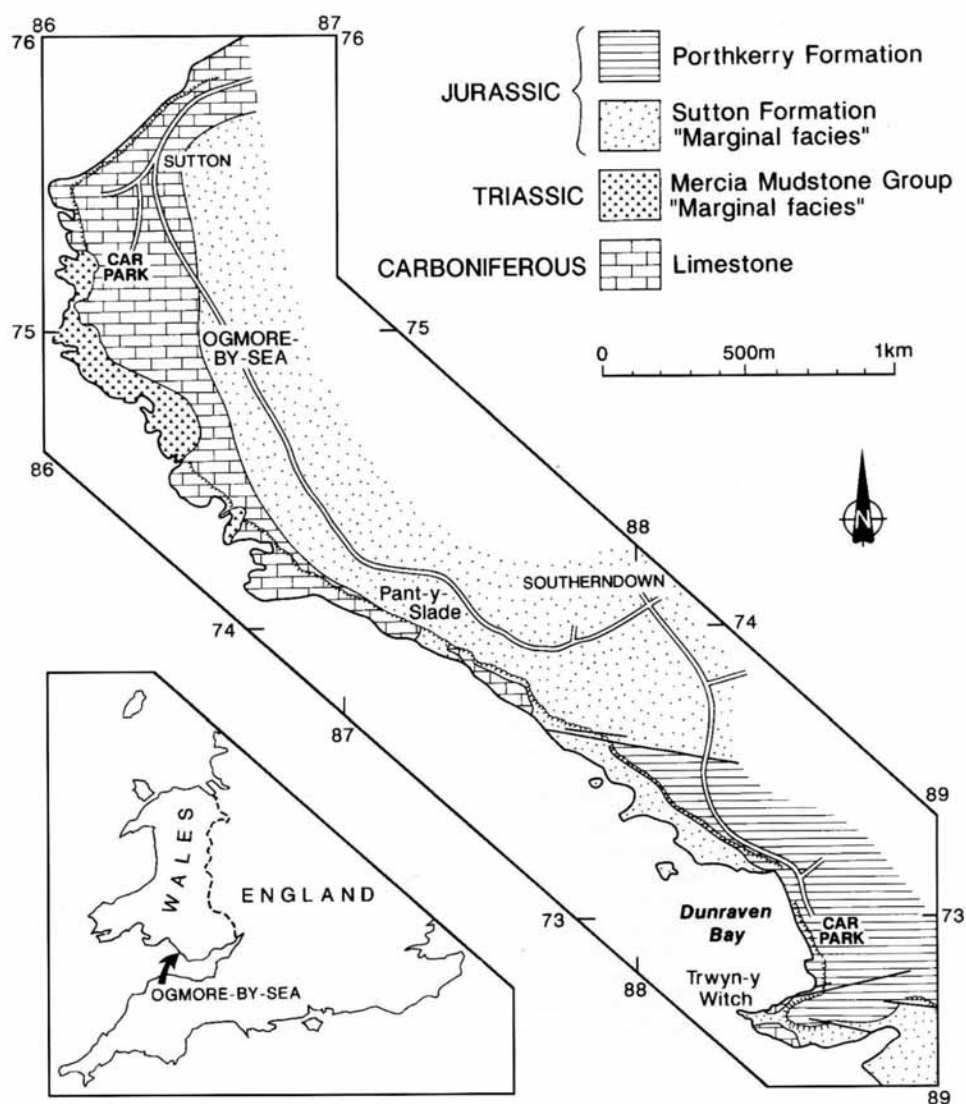 86
87
76
76
JURASSIC
Porthkerry Formation
Sutton Formation
"Marginal facies"
TRIASSIC
Mercia Mudstone Group
"Marginal facies"
CARBONIFEROUS
Limestone
0 500m 1km
SUTTON
CAR
PARK
75
75
OGMORE-
BY-SEA
86
N
88
SOUTHERNDOWN
Pant-y-
Slade
74
74
87
89
Dunraven
Bay
73
73
CAR
PARK
Trwyn-y
Witch
88
89
WALES
ENGLAND
OGMORE-BY-SEA